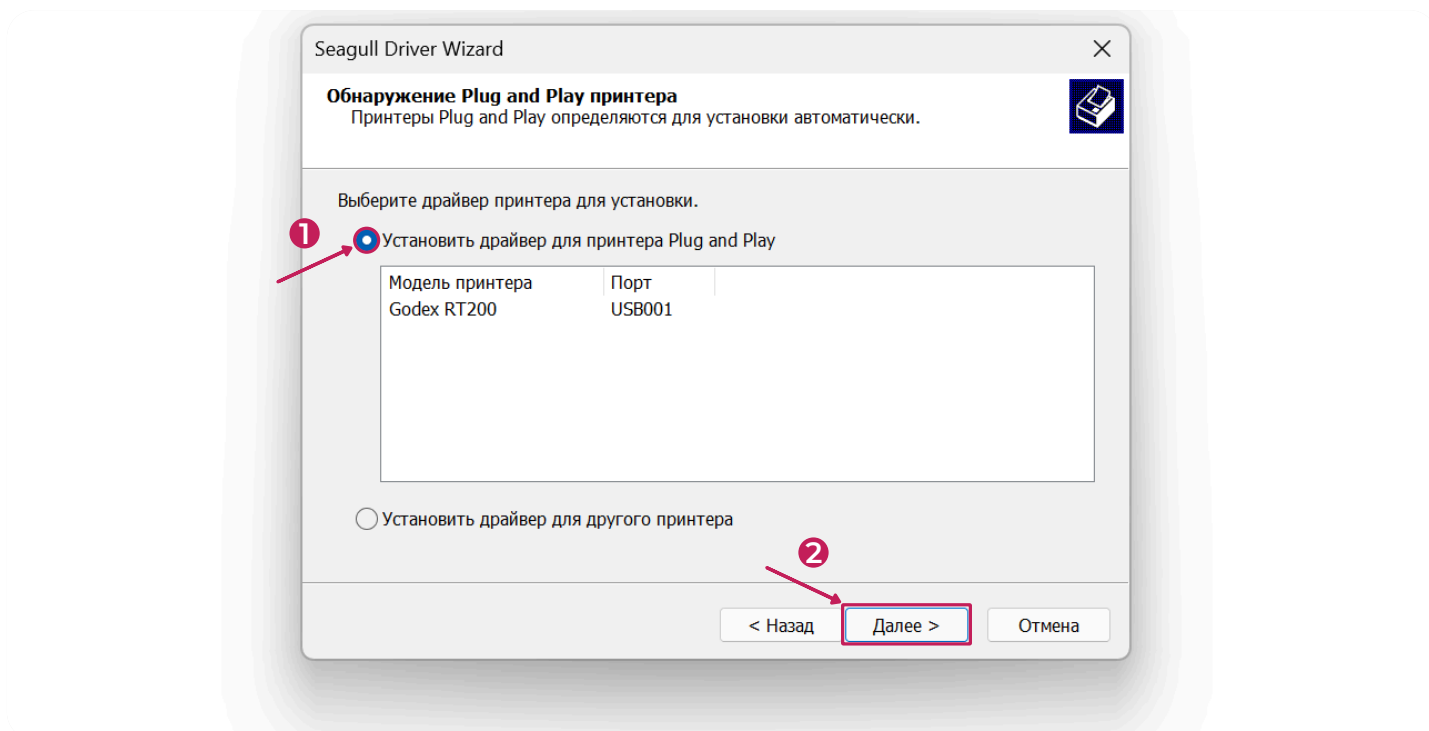 Seagull Driver Wizard
Обнаружение Plug and Play принтера
Принтеры Plug and Play определяются для установки автоматически.
Выберите драйвер принтера для установки.
1
Установить драйвер для принтера Plug and Play
Модель принтера Порт
Godex RT200 USB001
Установить драйвер для другого принтера
2
< Назад Далее > Отмена